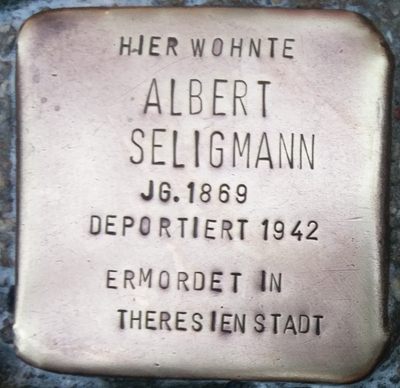 HIER WOHNTE
ALBERT
SELIGMANN
JG. 1869
DEPORTIERT 1942
ERMORDET IN
THERESIENSTADT